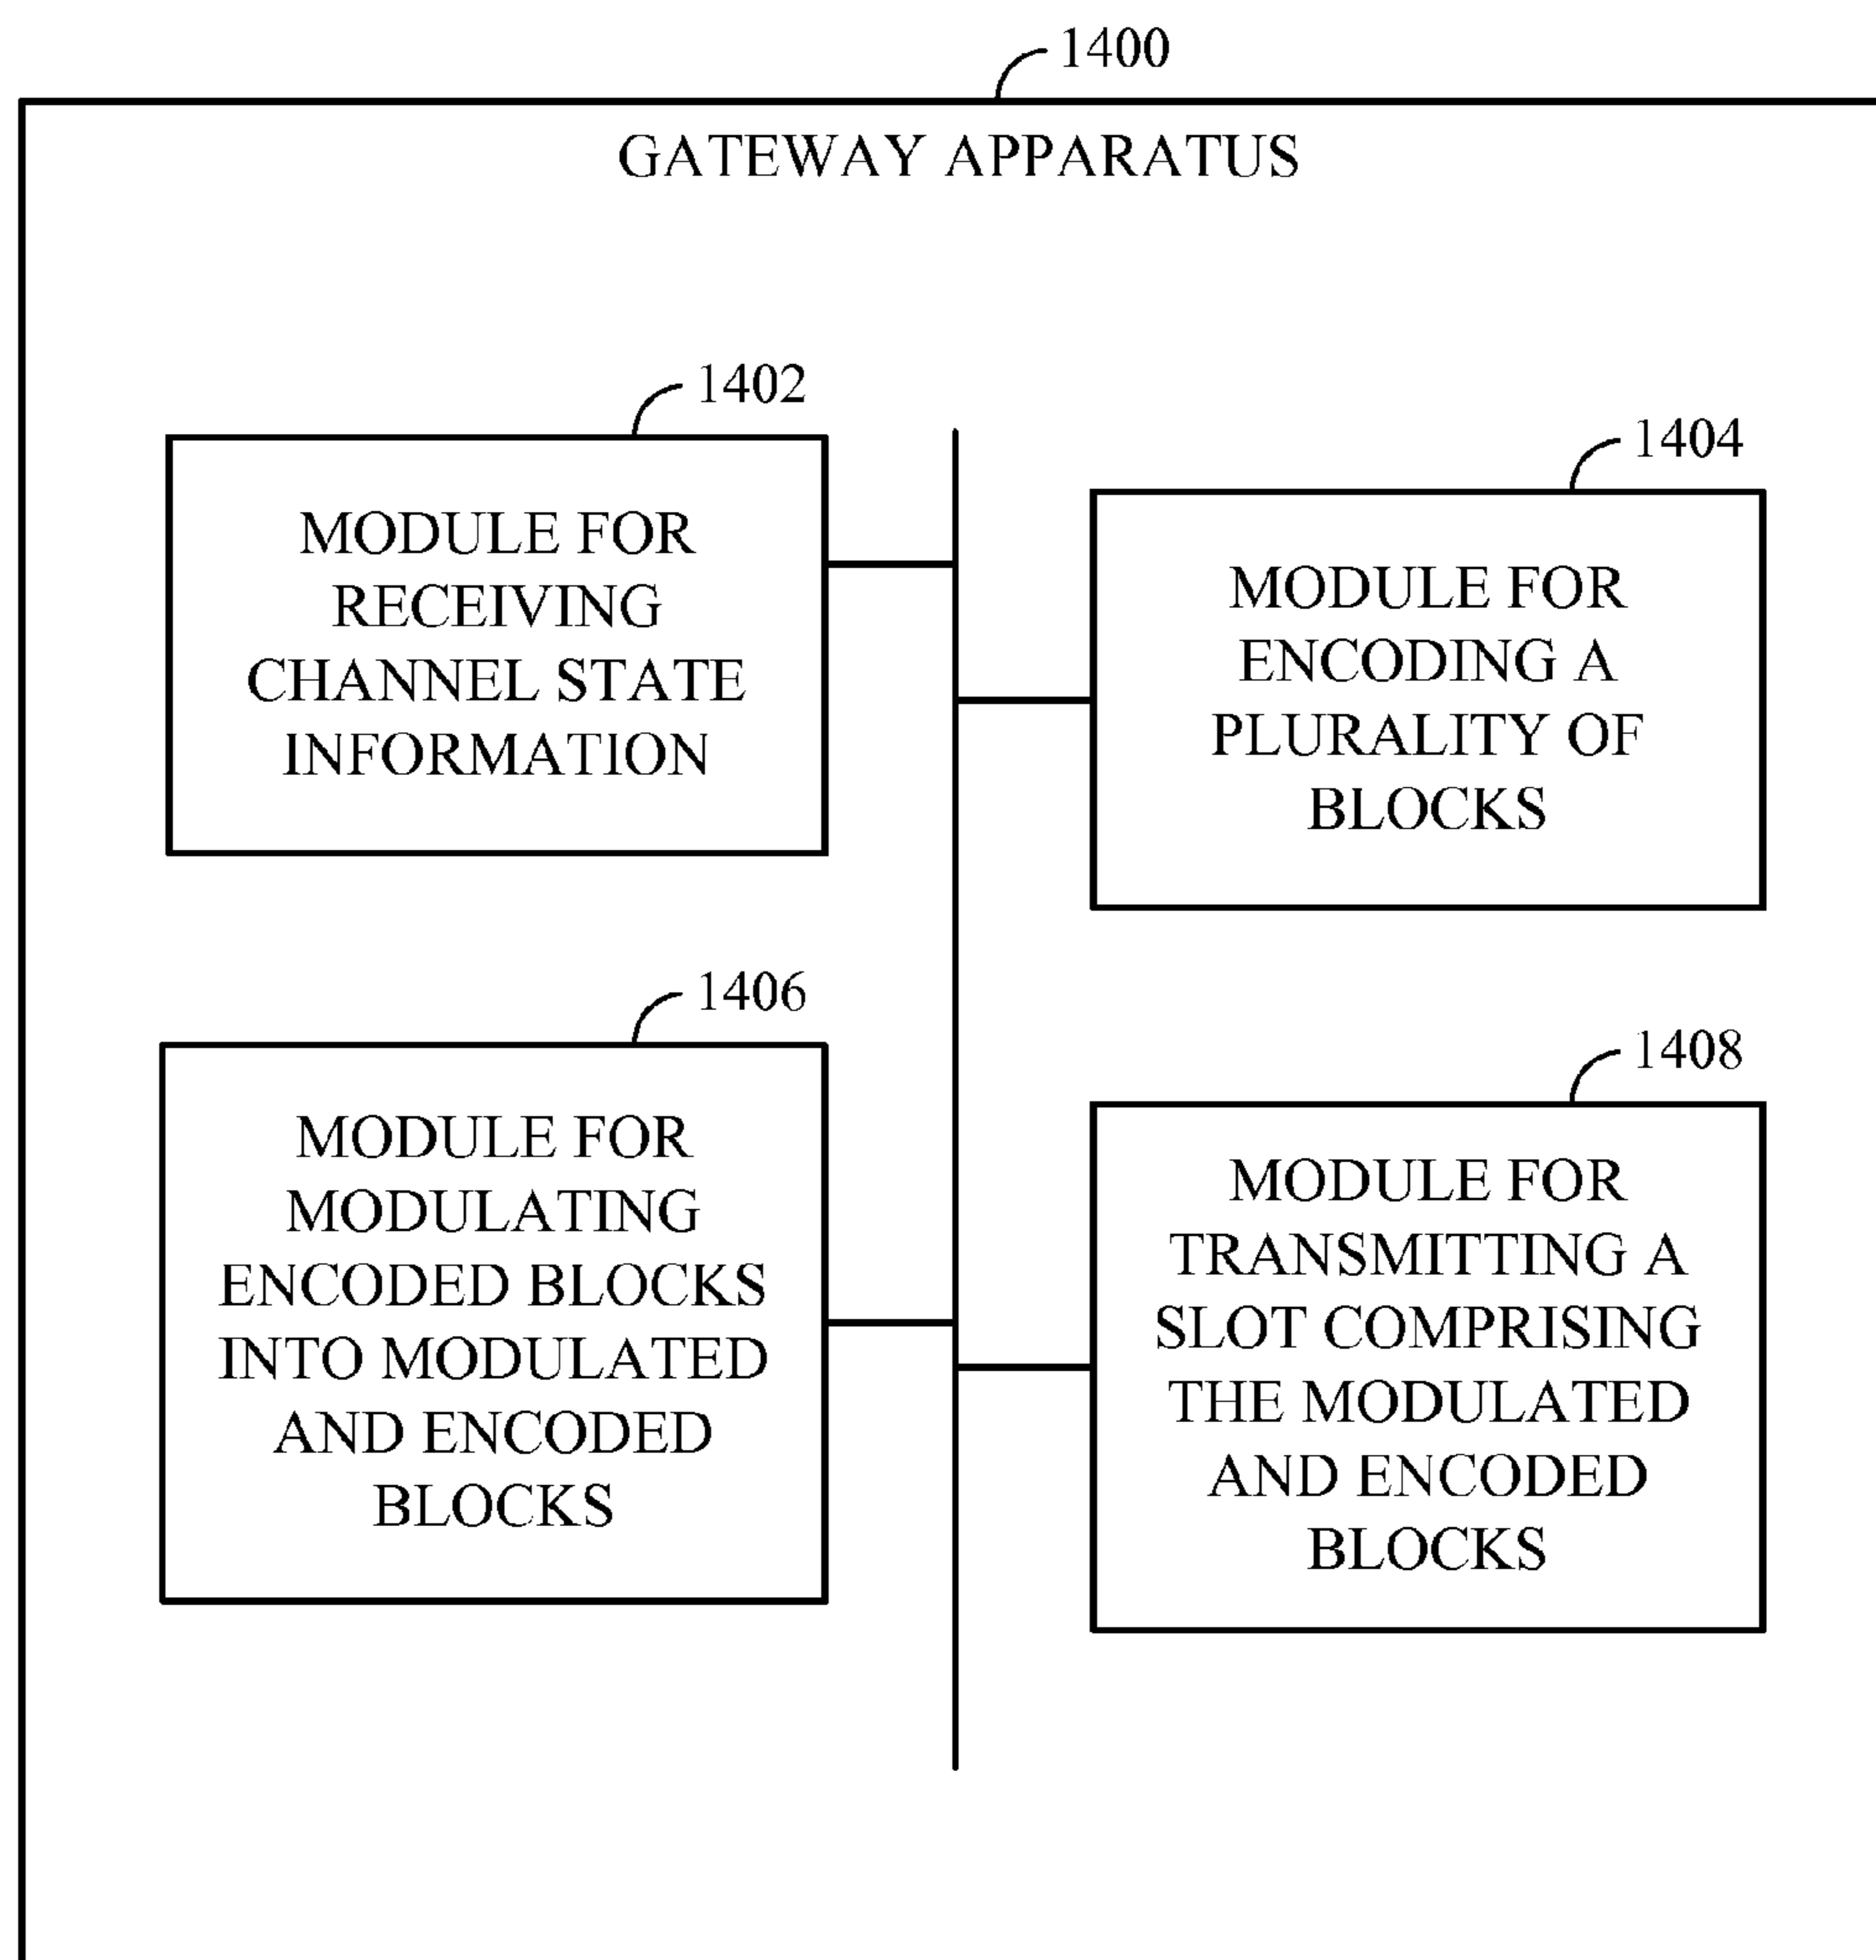 1400
GATEWAY APPARATUS
1402
MODULE FOR
RECEIVING
CHANNEL STATE
INFORMATION
1404
MODULE FOR
ENCODING A
PLURALITY OF
BLOCKS
1406
MODULE FOR
MODULATING
ENCODED BLOCKS
INTO MODULATED
AND ENCODED
BLOCKS
1408
MODULE FOR
TRANSMITTING A
SLOT COMPRISING
THE MODULATED
AND ENCODED
BLOCKS